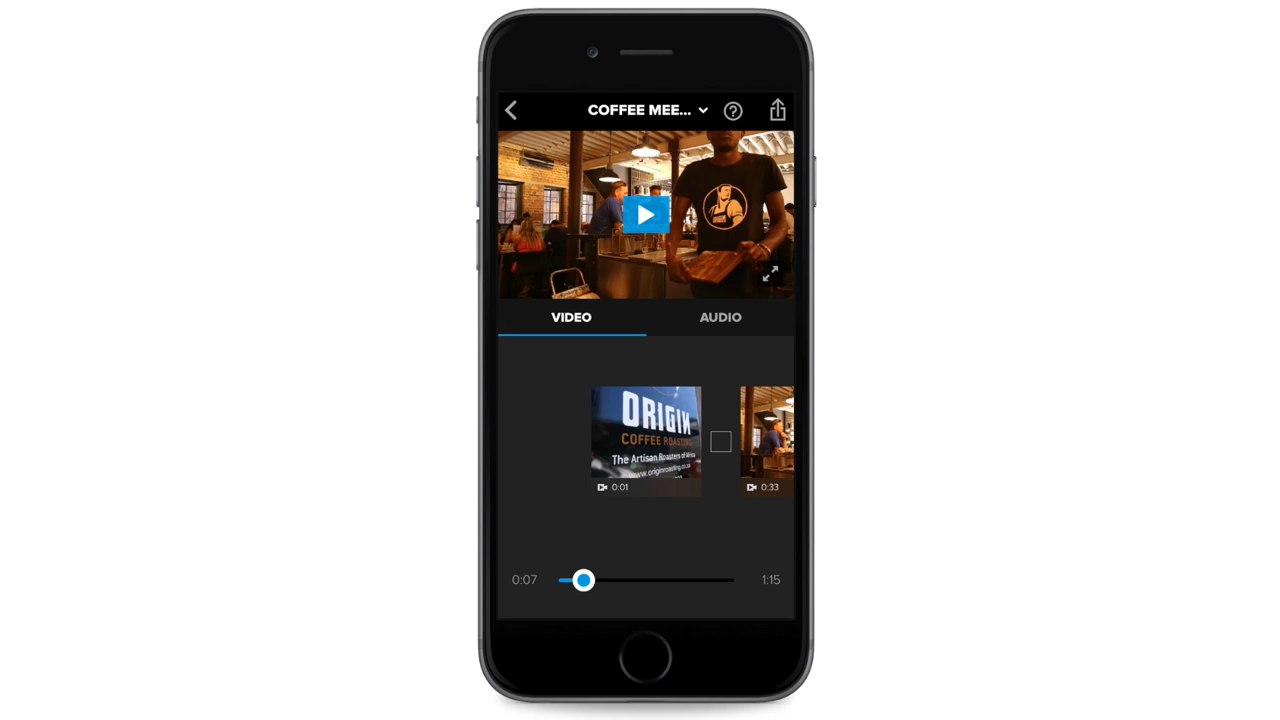 COFFEE MEE...
VIDEO
AUDIO
ORIGIN
COFFEE ROASTING
The Artisan Roasters of Africa
www.originroasting.co.za
0:01
0:33
0:07
1:15